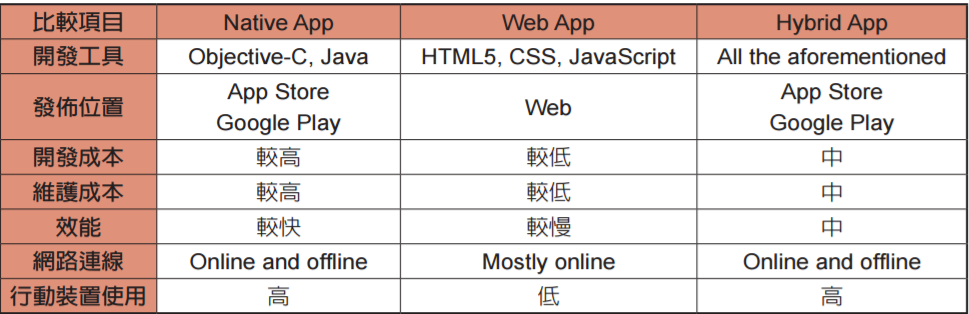 比較項目 Native App Web App Hybrid App
開發工具 Objective-C, Java HTML5, CSS, JavaScript All the aforementioned
發佈位置 App Store Google Play Web App Store Google Play
開發成本 較高 較低 中
維護成本 較高 較低 中
效能 較快 較慢 中
網路連線 Online and offline Mostly online Online and offline
行動裝置使用 高 低 高